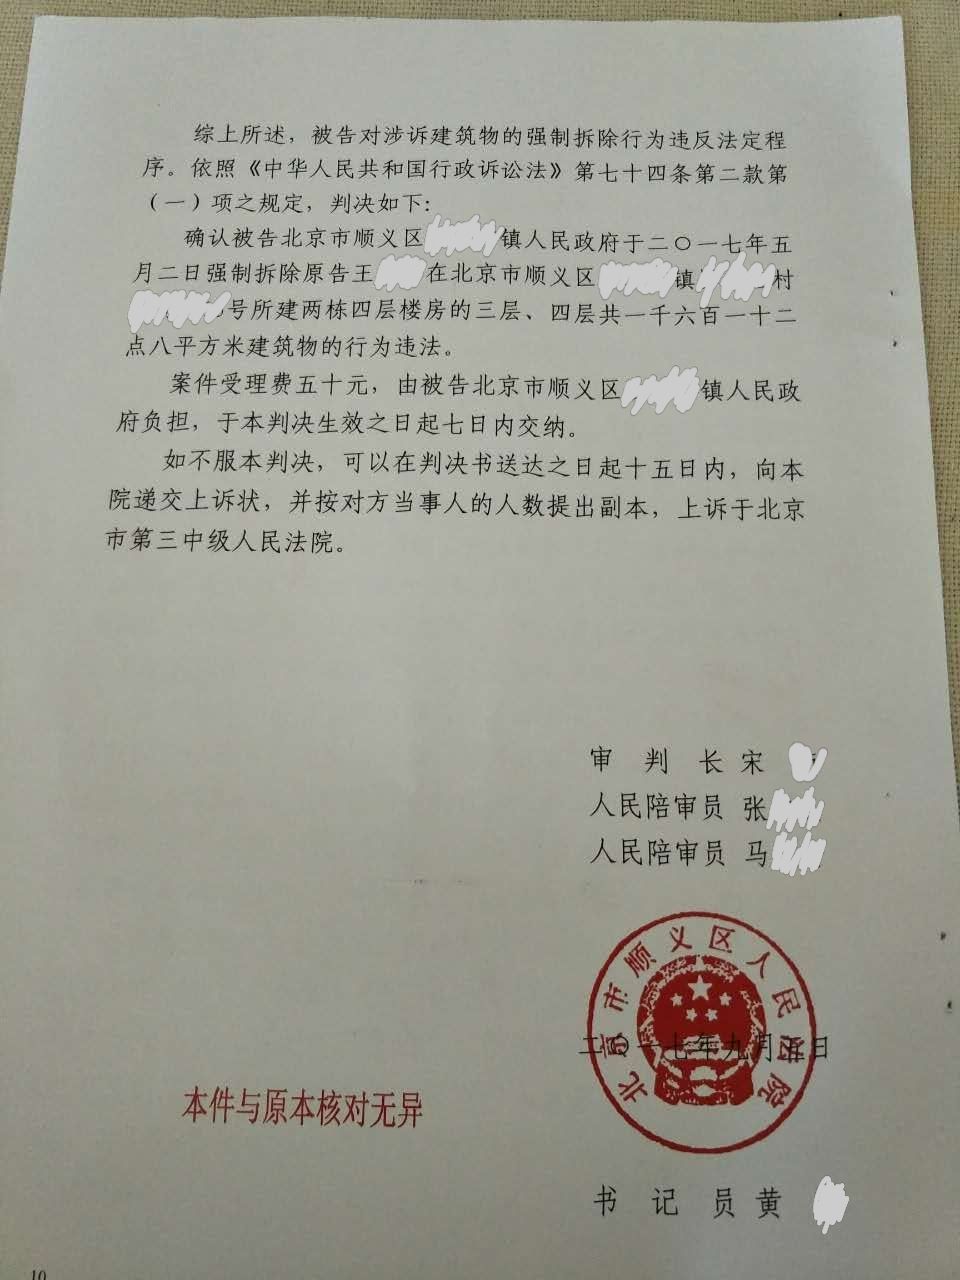 综上所述，被告对涉诉建筑物的强制拆除行为违反法定程
序。依照《中华人民共和国行政诉讼法》第七十四条第二款第
（一）项之规定，判决如下：
确认被告北京市顺义区 镇人民政府于二〇一七年五
月二日强制拆除原告王 在北京市顺义区 镇 村
号所建两栋四层楼房的三层、四层共一千六百一十二
点八平方米建筑物的行为违法。
案件受理费五十元，由被告北京市顺义区 镇人民政
府负担，于本判决生效之日起七日内交纳。
如不服本判决，可以在判决书送达之日起十五日内，向本
院递交上诉状，并按对方当事人的人数提出副本，上诉于北京
市第三中级人民法院。
审 判 长 宋
人民陪审员 张
人民陪审员 马
北京市顺义区人民法院
二〇一七年九月五日
本件与原本核对无异
书 记 员 黄
10